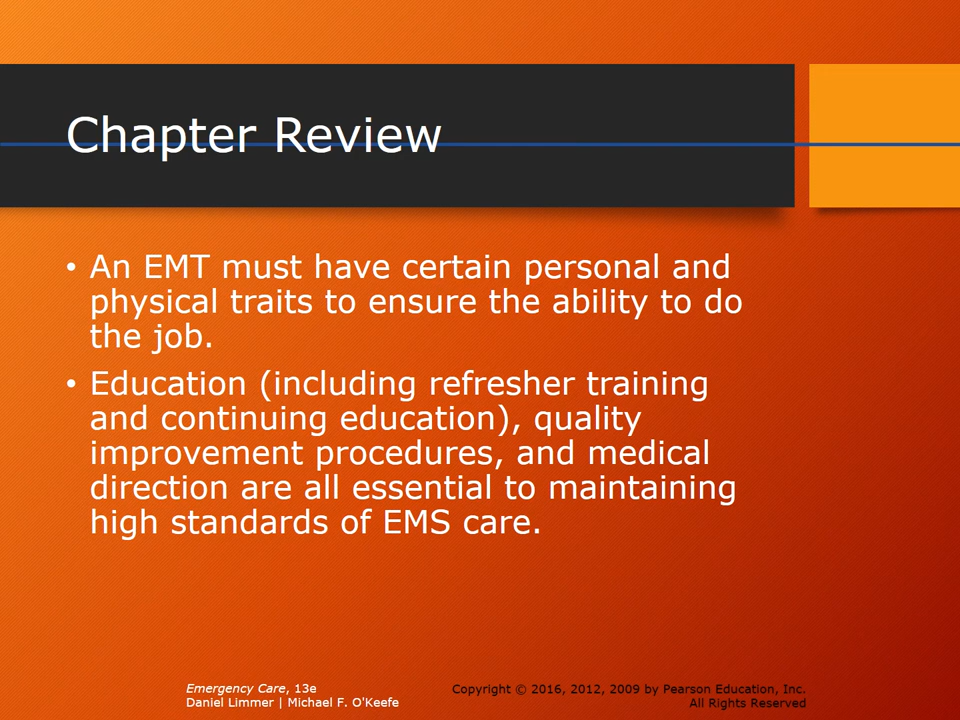 Chapter Review
• An EMT must have certain personal and
physical traits to ensure the ability to do
the job.
• Education (including refresher training
and continuing education), quality
improvement procedures, and medical
direction are all essential to maintaining
high standards of EMS care.
Emergency Care, 13e
Daniel Limmer | Michael F. O'Keefe
Copyright © 2016, 2012, 2009 by Pearson Education, Inc.
All Rights Reserved